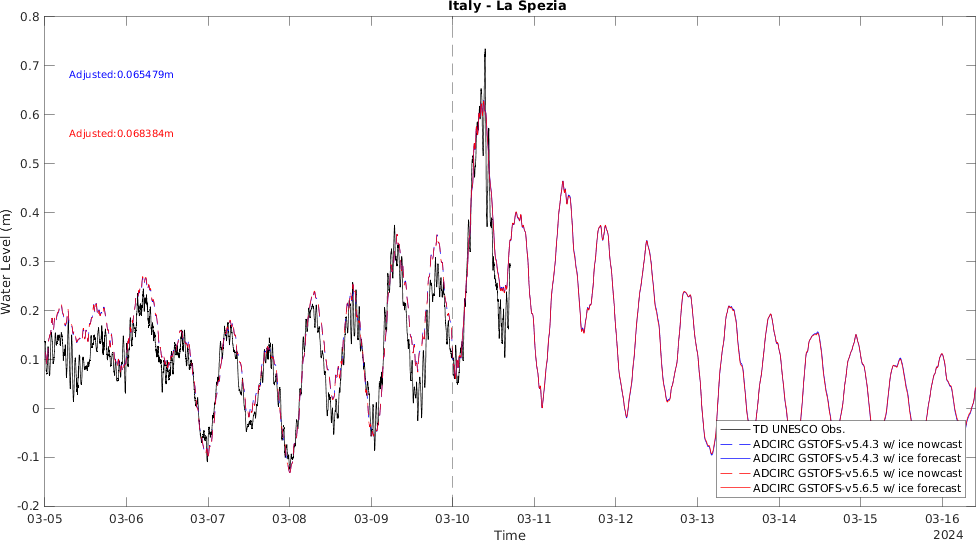 Italy - La Spezia
0.8
0.7
0.6
0.5
0.4
0.3
0.2
0.1
0
-0.1
-0.2
Water Level (m)
Adjusted:0.065479m
Adjusted:0.068384m
TD UNESCO Obs.
ADCIRC GSTOFS-v5.4.3 w/ ice nowcast
ADCIRC GSTOFS-v5.4.3 w/ ice forecast
ADCIRC GSTOFS-v5.6.5 w/ ice nowcast
ADCIRC GSTOFS-v5.6.5 w/ ice forecast
03-05 03-06 03-07 03-08 03-09 03-10 03-11 03-12 03-13 03-14 03-15 03-16
Time
2024